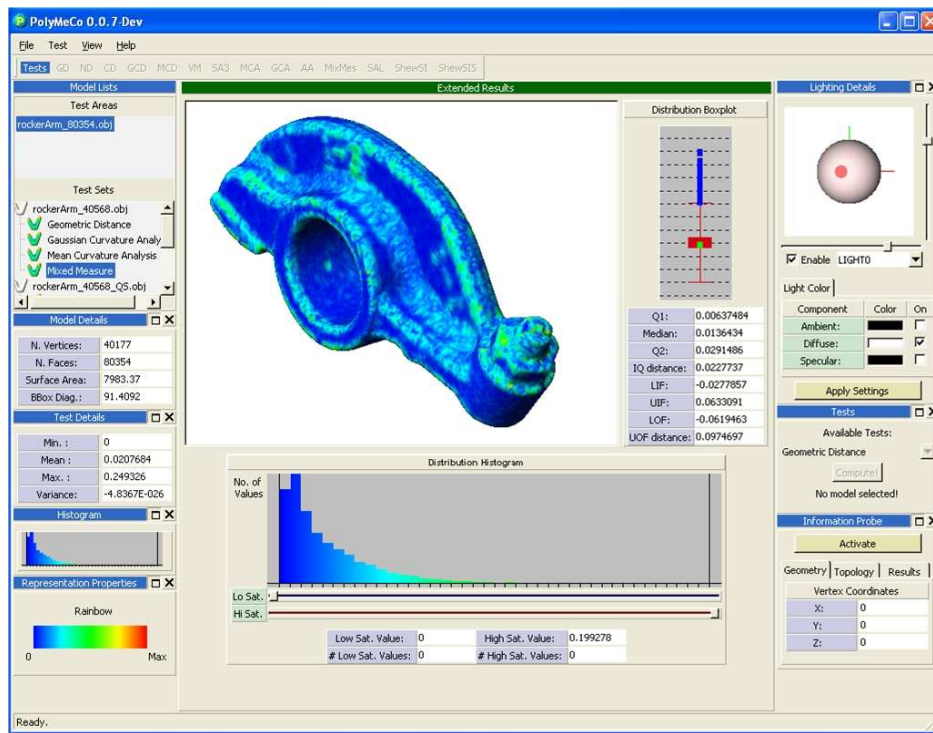 PolyMeCo 0.0.7-Dev
File Test View Help
Tests GD ND CD GCD MCD VM SA3 MCA GCA AA MixMes SAL ShewSI ShewSIS
Model Lists
Test Areas
rockerArm_80354.obj
Test Sets
rockerArm_40568.obj
Geometric Distance
Gaussian Curvature Analy
Mean Curvature Analysis
Mixed Measure
rockerArm_40568_QS.obj
Model Details
N. Vertices: 40177
N. Faces: 80354
Surface Area: 7983.37
BBox Diag.: 91.4092
Test Details
Min. : 0
Mean : 0.0207684
Max. : 0.249326
Variance: -4.8367E-026
Histogram
Representation Properties
Rainbow
0 Max
Extended Results
Distribution Boxplot
Q1: 0.00637484
Median: 0.0136434
Q2: 0.0291486
IQ distance: 0.0227737
LIF: -0.0277857
UIF: 0.0633091
LOF: -0.0619463
UOF distance: 0.0974697
Distribution Histogram
No. of
Values
Lo Sat.
Hi Sat.
Low Sat. Value: 0 High Sat. Value: 0.199278
# Low Sat. Values: 0 # High Sat. Values: 0
Lighting Details
Enable LIGHT0
Light Color
Component Color On
Ambient:
Diffuse:
Specular:
Apply Settings
Tests
Available Tests:
Geometric Distance
Compute!
No model selected!
Information Probe
Activate
Geometry Topology Results
Vertex Coordinates
X: 0
Y: 0
Z: 0
Ready.